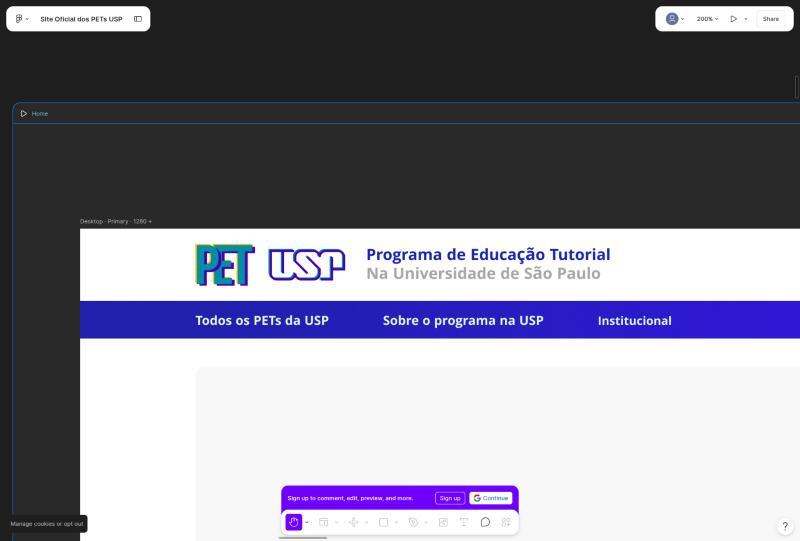 Site Oficial dos PETs USP
200%
Share
Home
Desktop · Primary · 1280
PET USP
Programa de Educação Tutorial
Na Universidade de São Paulo
Todos os PETs da USP
Sobre o programa na USP
Institucional
Sign up to comment, edit, preview, and more.
Sign up
Continue
Manage cookies or opt out
?